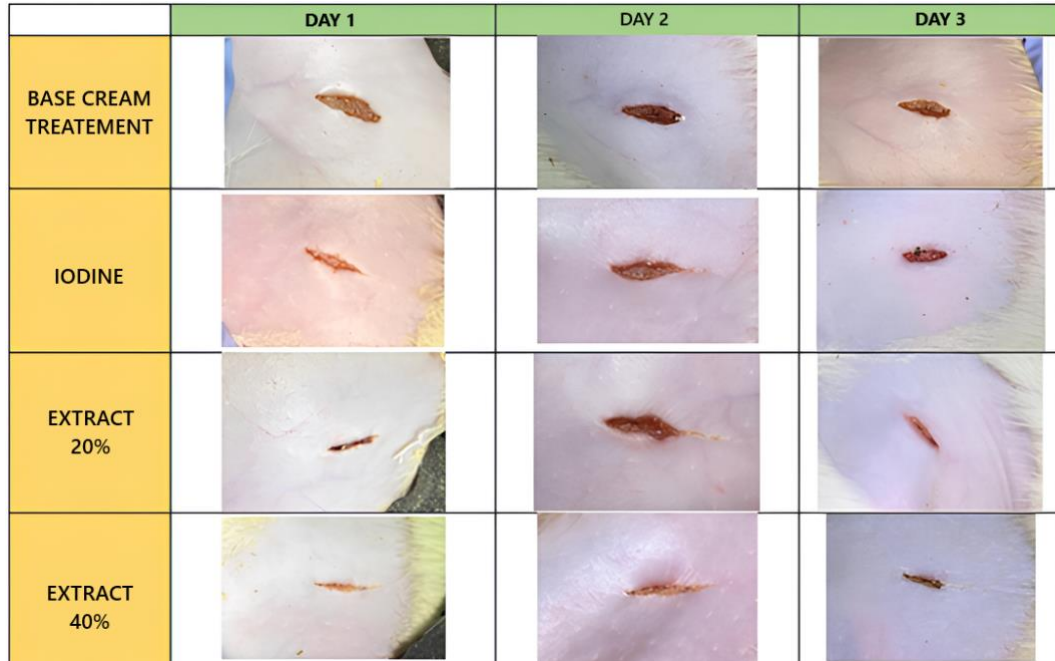 DAY 1 DAY 2 DAY 3
BASE CREAM
TREATEMENT
IODINE
EXTRACT
20%
EXTRACT
40%